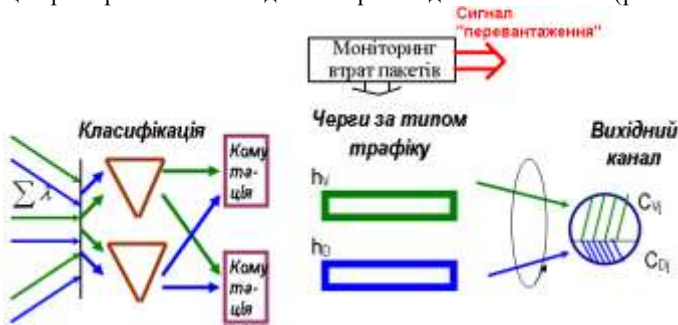 Сигнал
"перевантаження"
Моніторинг
втрат пакетів
Класифікація
Черги за типом
трафіку
Вихідний
канал
Кому
та-
ція
∑ λ
hV
hD
CVj
CDj
Кому
та-
ція